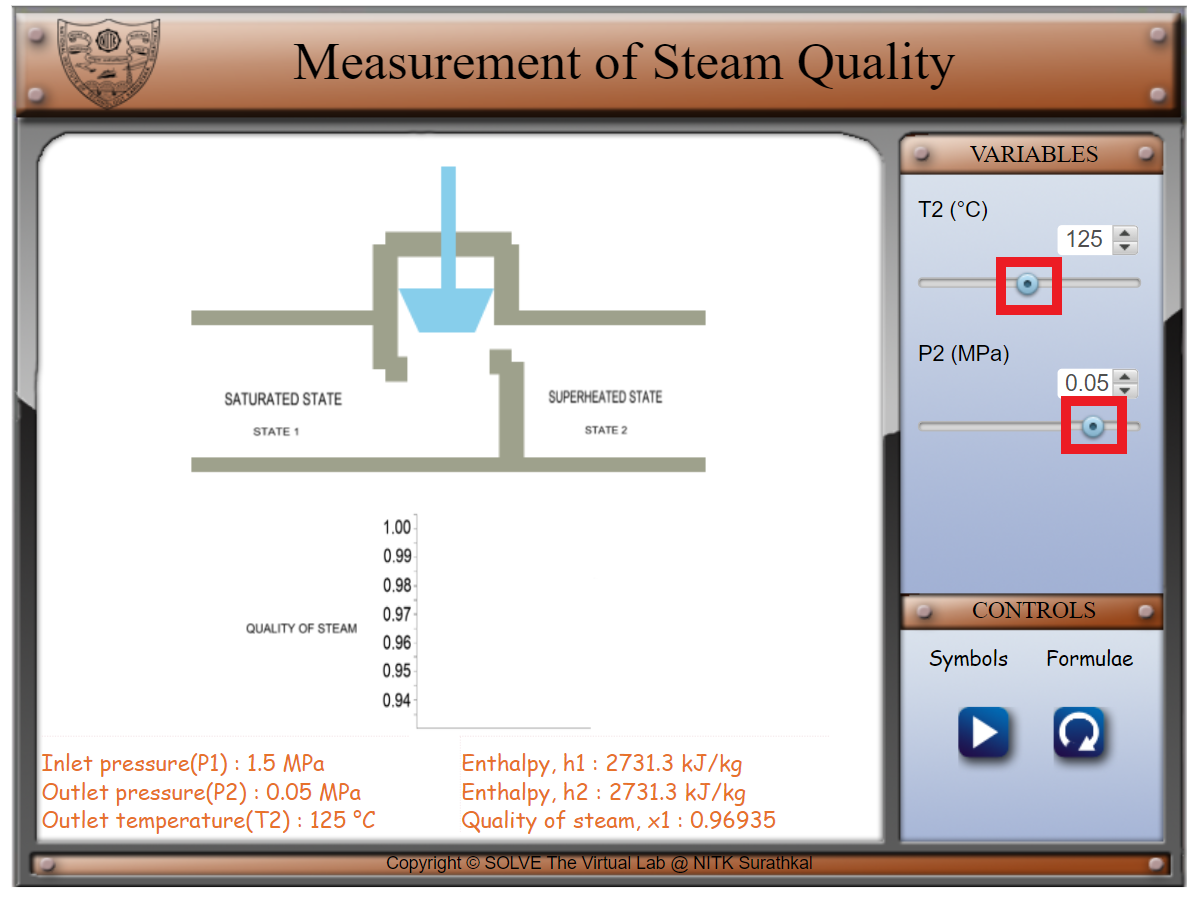 Measurement of Steam Quality
VARIABLES
T2 (°C)
125
P2 (MPa)
0.05
SATURATED STATE
STATE 1
SUPERHEATED STATE
STATE 2
1.00
0.99
0.98
0.97
0.96
0.95
0.94
QUALITY OF STEAM
CONTROLS
Symbols Formulae
Inlet pressure(P1) : 1.5 MPa
Outlet pressure(P2) : 0.05 MPa
Outlet temperature(T2) : 125 °C
Enthalpy, h1 : 2731.3 kJ/kg
Enthalpy, h2 : 2731.3 kJ/kg
Quality of steam, x1 : 0.96935
Copyright © SOLVE The Virtual Lab @ NITK Surathkal